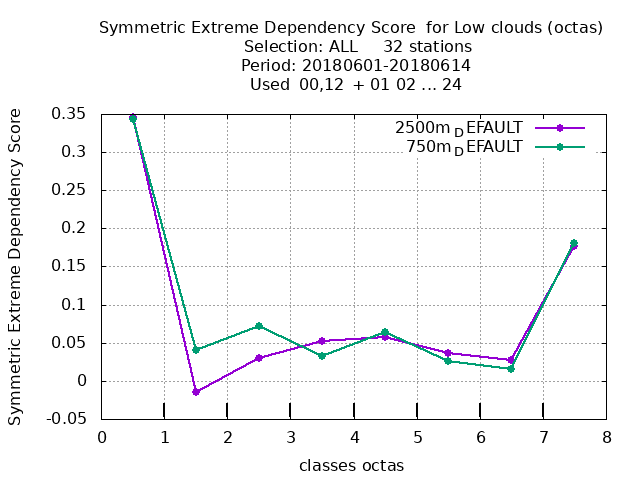 Symmetric Extreme Dependency Score  for Low clouds (octas)
Selection: ALL     32 stations
Period: 20180601-20180614
Used  00,12  + 01 02 ... 24
2500m_DEFAULT
750m_DEFAULT
Symmetric Extreme Dependency Score
0.35
0.3
0.25
0.2
0.15
0.1
0.05
0
-0.05
0 1 2 3 4 5 6 7 8
classes octas